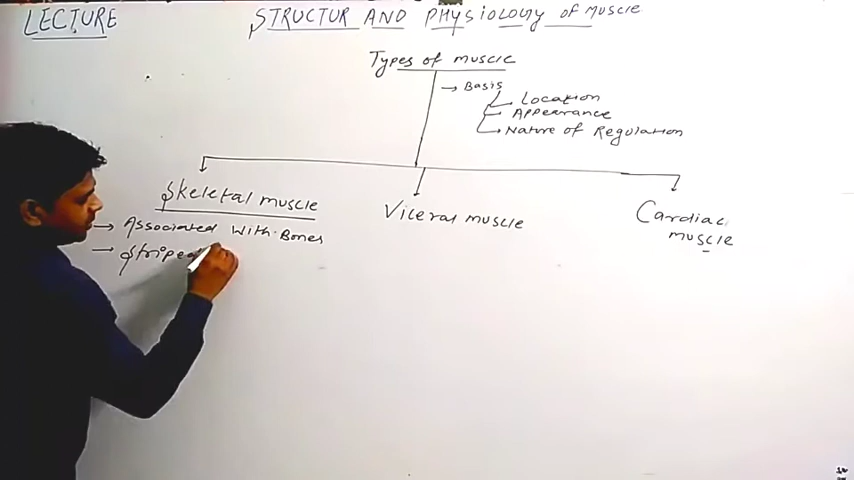 LECTURE
STRUCTUR AND PHYSIOLOGY of MUSCLE
Types of muscle
→ Basis
Location
Appearance
Nature of Regulation
Skeletal muscle
→ Associated with Bones
→ Striped
Viceral muscle
Cardiac
muscle